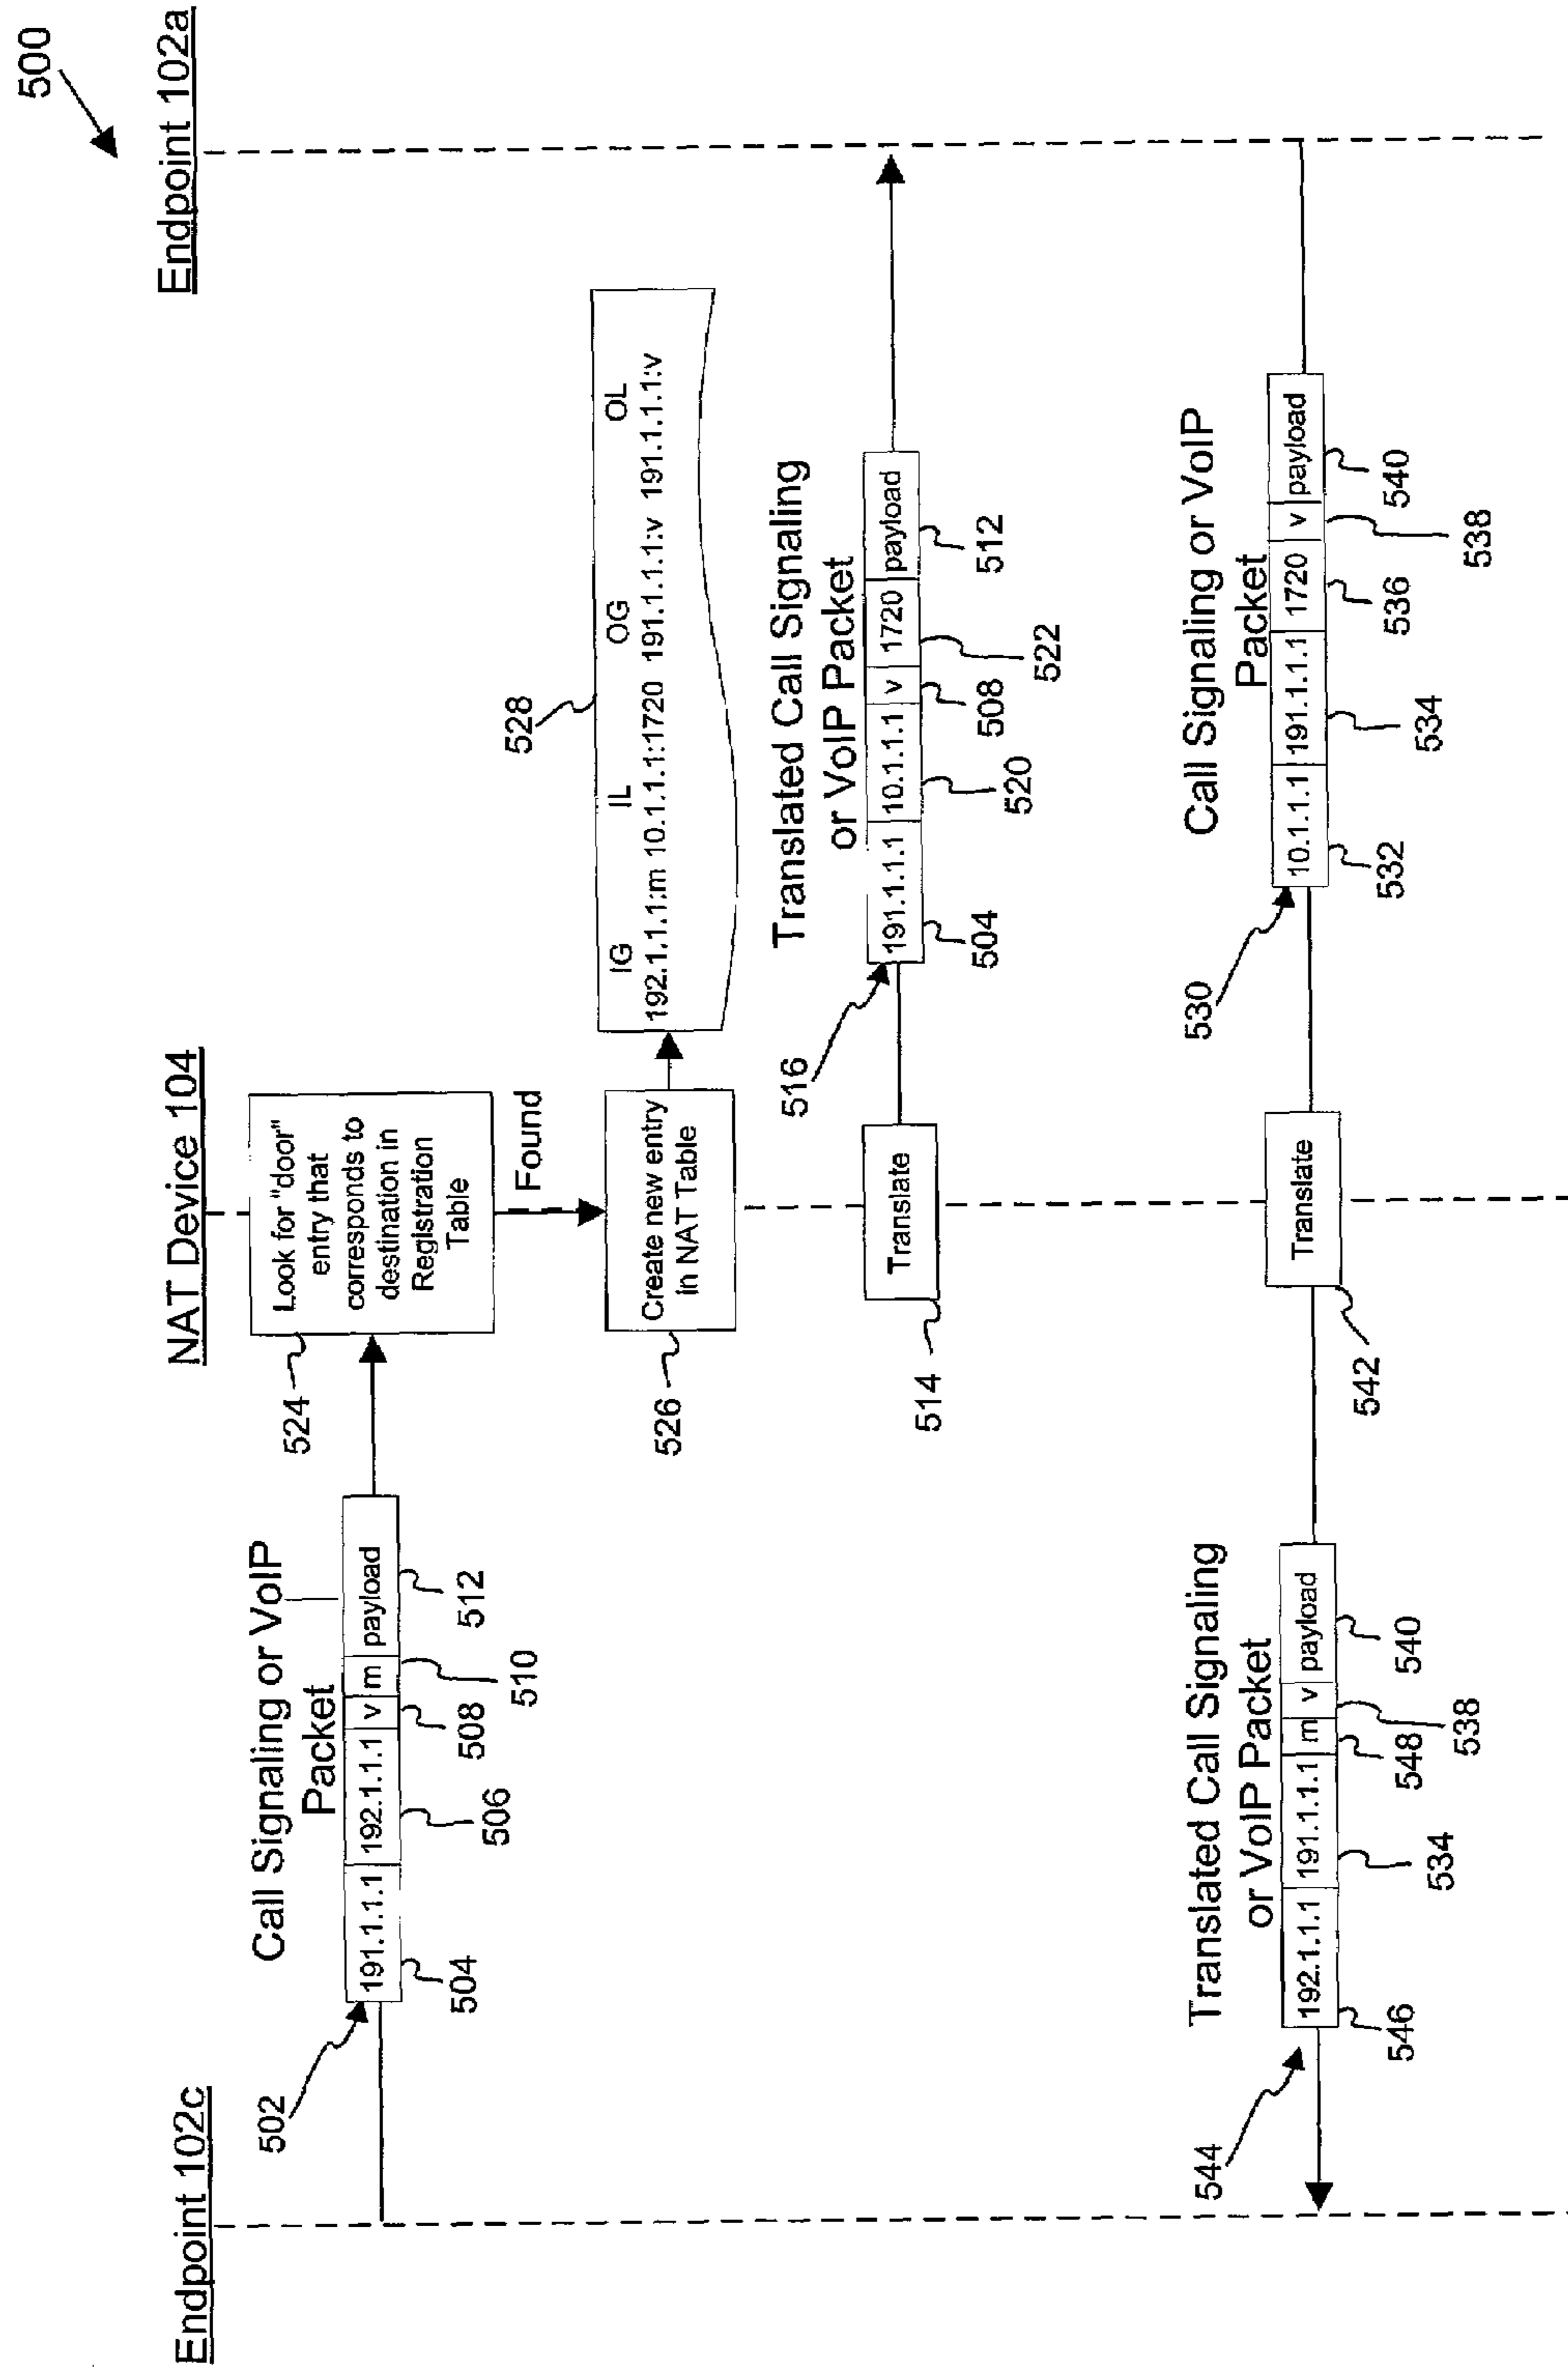 500
Endpoint 102c
NAT Device 104
Endpoint 102a
Call Signaling or VoIP
Packet
502
191.1.1.1 192.1.1.1 v m payload
504
506
508
510
512
524
Look for "door"
entry that
corresponds to
destination in
Registration
Table
Found
526
Create new entry
in NAT Table
528
IG IL OG OL
192.1.1.1:m 10.1.1.1:1720 191.1.1.1:v 191.1.1.1:v
Translated Call Signaling
or VoIP Packet
514
Translate
516
191.1.1.1 10.1.1.1 v 1720 payload
504
520
508
522
512
Call Signaling or VoIP
Packet
530
10.1.1.1 191.1.1.1 1720 v payload
532
534
536
538
540
Translate
542
Translated Call Signaling
or VoIP Packet
544
192.1.1.1 191.1.1.1 m v payload
546
534
548
538
540